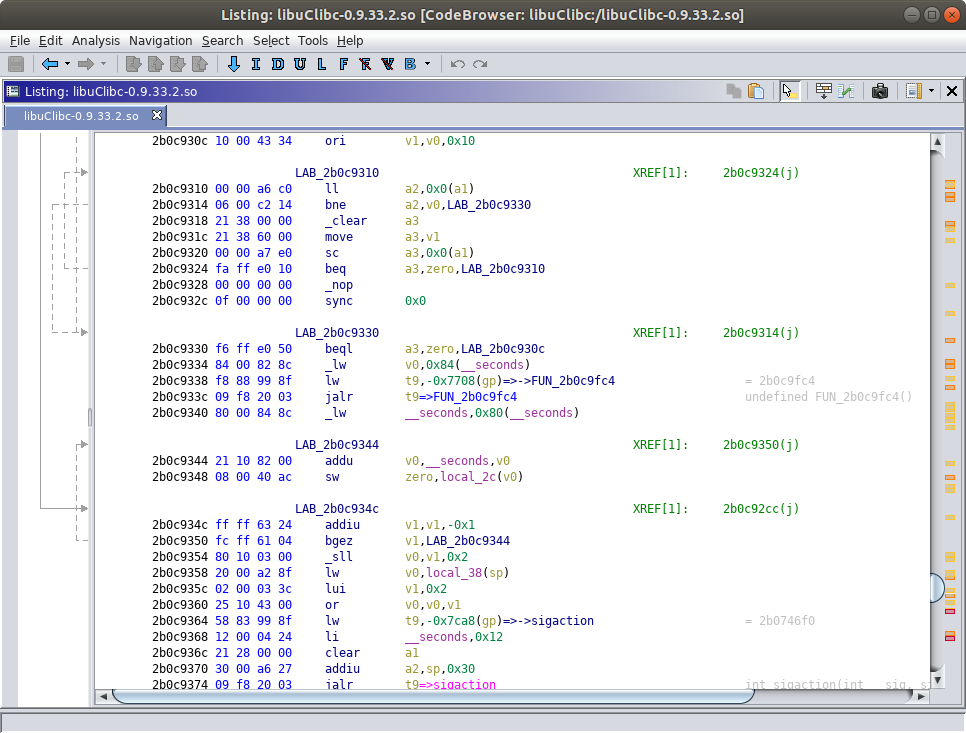 Listing: libuClibc-0.9.33.2.so [CodeBrowser: libuClibc:/libuClibc-0.9.33.2.so]
File Edit Analysis Navigation Search Select Tools Help
I D U L F B
Listing: libuClibc-0.9.33.2.so
libuClibc-0.9.33.2.so
2b0c930c 10 00 43 34 ori v1,v0,0x10
LAB_2b0c9310 XREF[1]: 2b0c9324(j)
2b0c9310 00 00 a6 c0 ll a2,0x0(a1)
2b0c9314 06 00 c2 14 bne a2,v0,LAB_2b0c9330
2b0c9318 21 38 00 00 _clear a3
2b0c931c 21 38 60 00 move a3,v1
2b0c9320 00 00 a7 e0 sc a3,0x0(a1)
2b0c9324 fa ff e0 10 beq a3,zero,LAB_2b0c9310
2b0c9328 00 00 00 00 _nop
2b0c932c 0f 00 00 00 sync 0x0
LAB_2b0c9330 XREF[1]: 2b0c9314(j)
2b0c9330 f6 ff e0 50 beql a3,zero,LAB_2b0c930c
2b0c9334 84 00 82 8c _lw v0,0x84(__seconds)
2b0c9338 f8 88 99 8f lw t9,-0x7708(gp)=>->FUN_2b0c9fc4 = 2b0c9fc4
2b0c933c 09 f8 20 03 jalr t9=>FUN_2b0c9fc4 undefined FUN_2b0c9fc4()
2b0c9340 80 00 84 8c _lw __seconds,0x80(__seconds)
LAB_2b0c9344 XREF[1]: 2b0c9350(j)
2b0c9344 21 10 82 00 addu v0,__seconds,v0
2b0c9348 08 00 40 ac sw zero,local_2c(v0)
LAB_2b0c934c XREF[1]: 2b0c92cc(j)
2b0c934c ff ff 63 24 addiu v1,v1,-0x1
2b0c9350 fc ff 61 04 bgez v1,LAB_2b0c9344
2b0c9354 80 10 03 00 _sll v0,v1,0x2
2b0c9358 20 00 a2 8f lw v0,local_38(sp)
2b0c935c 02 00 03 3c lui v1,0x2
2b0c9360 25 10 43 00 or v0,v0,v1
2b0c9364 58 83 99 8f lw t9,-0x7ca8(gp)=>->sigaction = 2b0746f0
2b0c9368 12 00 04 24 li __seconds,0x12
2b0c936c 21 28 00 00 clear a1
2b0c9370 30 00 a6 27 addiu a2,sp,0x30
2b0c9374 09 f8 20 03 jalr t9=>sigaction int sigaction(int __sig, s